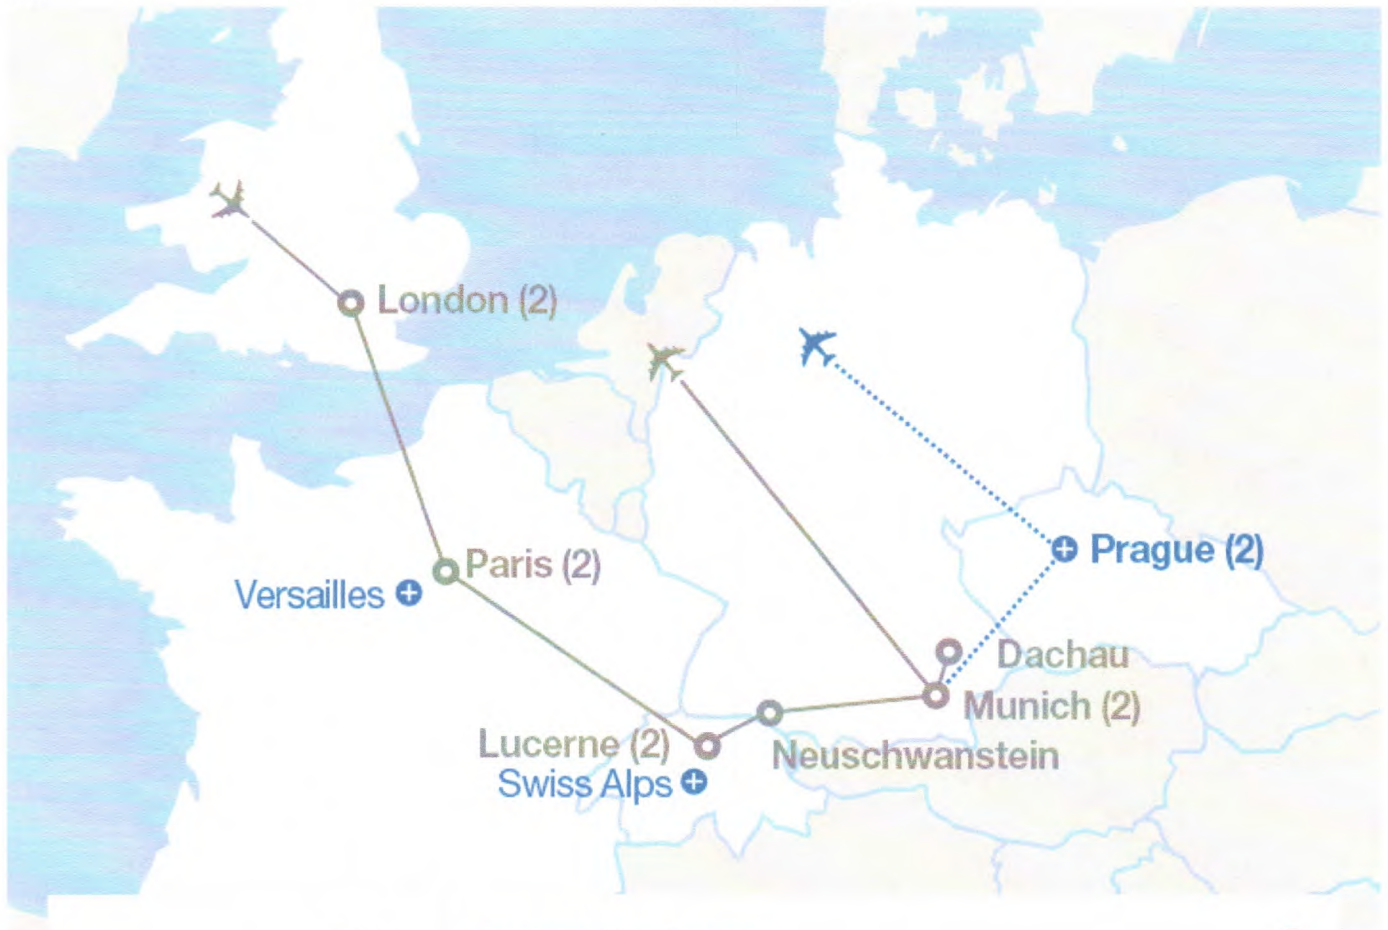 London (2)
Paris (2)
Versailles
Prague (2)
Dachau
Munich (2)
Lucerne (2)
Neuschwanstein
Swiss Alps